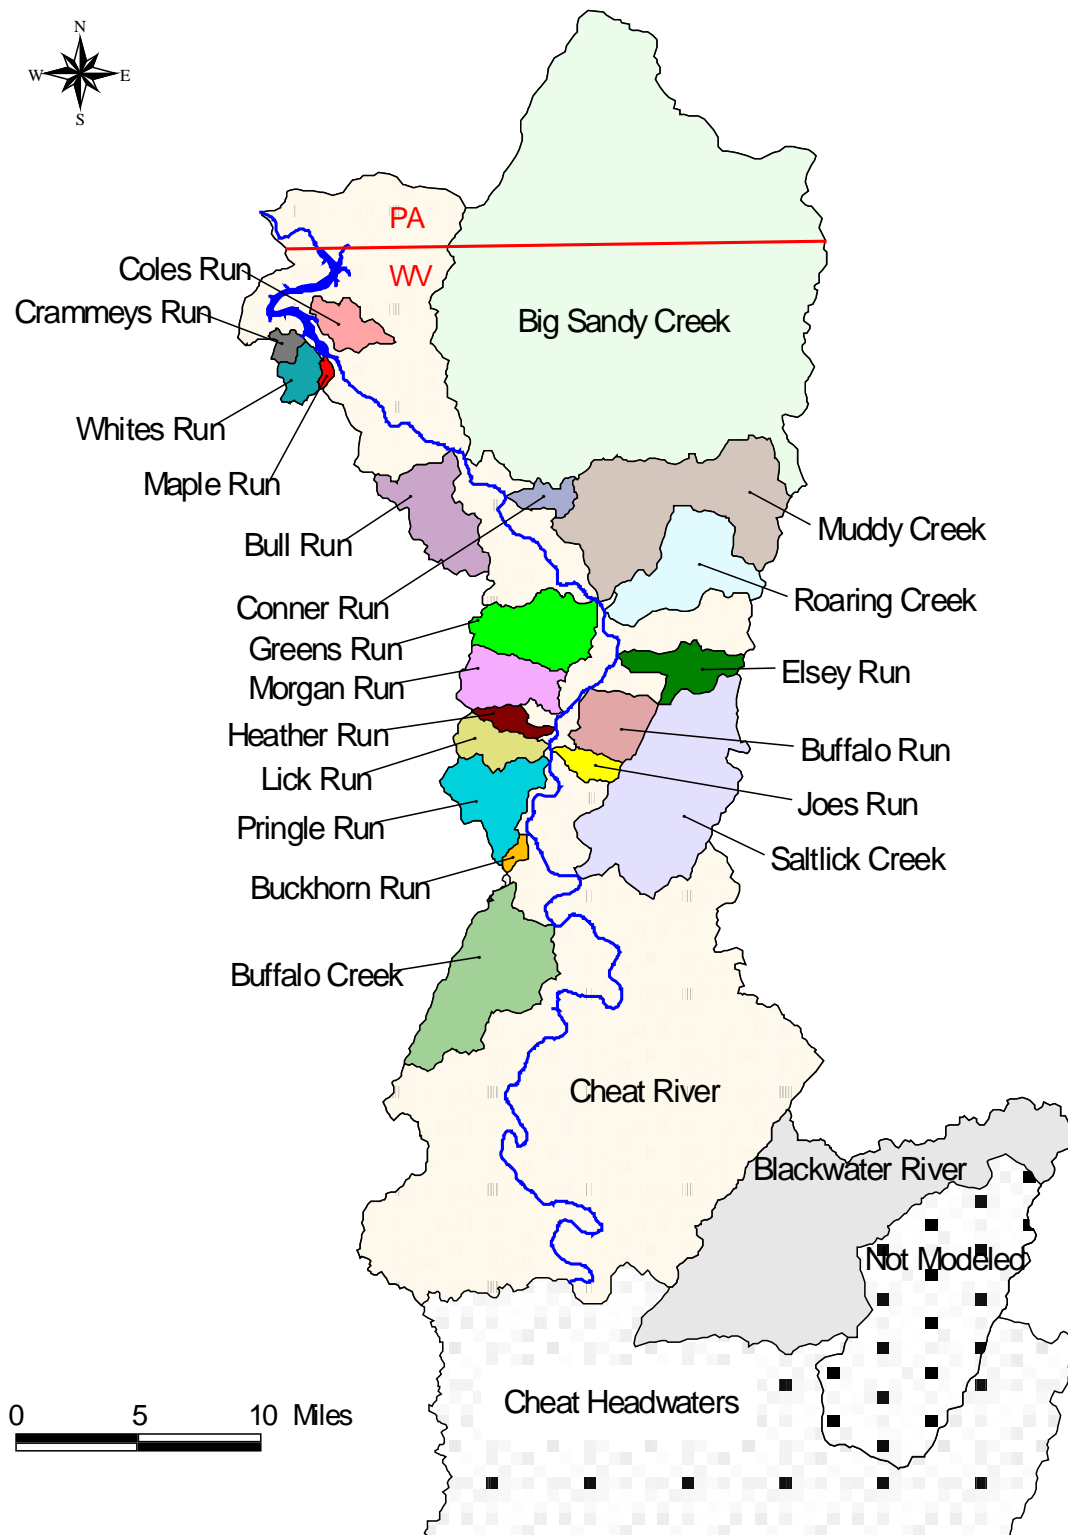 N
W E
S
PA
WV
Coles Run
Crammeys Run
Big Sandy Creek
Whites Run
Maple Run
Muddy Creek
Bull Run
Roaring Creek
Conner Run
Greens Run
Elsey Run
Morgan Run
Heather Run
Buffalo Run
Lick Run
Joes Run
Pringle Run
Saltlick Creek
Buckhorn Run
Buffalo Creek
Cheat River
Blackwater River
Not Modeled
Cheat Headwaters
0 5 10 Miles